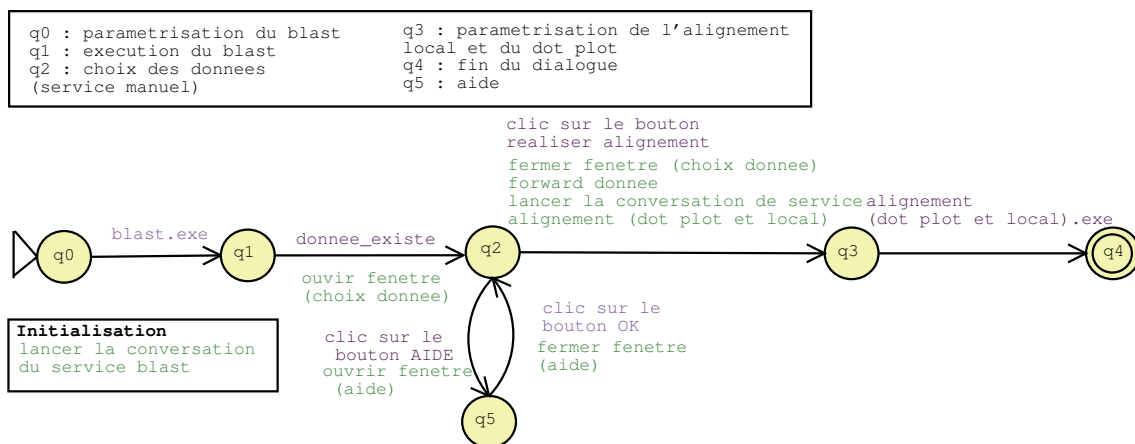 q0 : parametrisation du blast
q1 : execution du blast
q2 : choix des donnees
(service manuel)
q3 : parametrisation de l'alignement
local et du dot plot
q4 : fin du dialogue
q5 : aide
clic sur le bouton
realiser alignement
fermer fenetre (choix donnee)
forward donnee
lancer la conversation de service
alignement (dot plot et local)
alignement
(dot plot et local).exe
q0
blast.exe
q1
donnee_existe
ouvir fenetre
(choix donnee)
q2
q3
q4
Initialisation
lancer la conversation
du service blast
clic sur le
bouton AIDE
ouvrir fenetre
(aide)
clic sur le
bouton OK
fermer fenetre
(aide)
q5